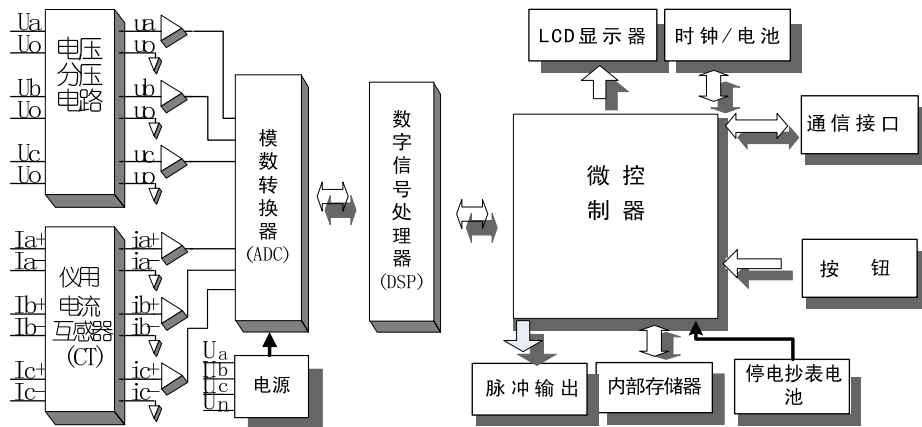 Ua
Uo
Ub
Uo
Uc
Uo
电压
分压
电路
ua
uo
ub
uo
uc
uo
Ia+
Ia-
Ib+
Ib-
Ic+
Ic-
仪用
电流
互感器
(CT)
ia+
ia-
ib+
ib-
ic+
ic-
模数转换器
(ADC)
Ua
Ub
Uc
Un
电源
数字信号处理器
(DSP)
LCD显示器
时钟/电池
微控
制器
通信接口
按 钮
脉冲输出
内部存储器
停电抄表电
池